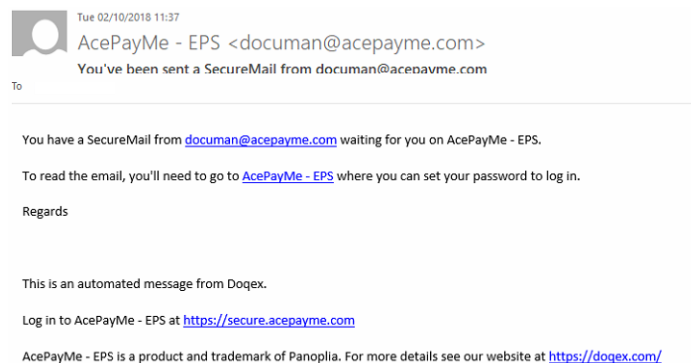 Tue 02/10/2018 11:37
AcePayMe - EPS <documan@acepayme.com>
You've been sent a SecureMail from documan@acepayme.com
To
You have a SecureMail from documan@acepayme.com waiting for you on AcePayMe - EPS.
To read the email, you'll need to go to AcePayMe - EPS where you can set your password to log in.
Regards
This is an automated message from Doqex.
Log in to AcePayMe - EPS at https://secure.acepayme.com
AcePayMe - EPS is a product and trademark of Panoplia. For more details see our website at https://doqex.com/